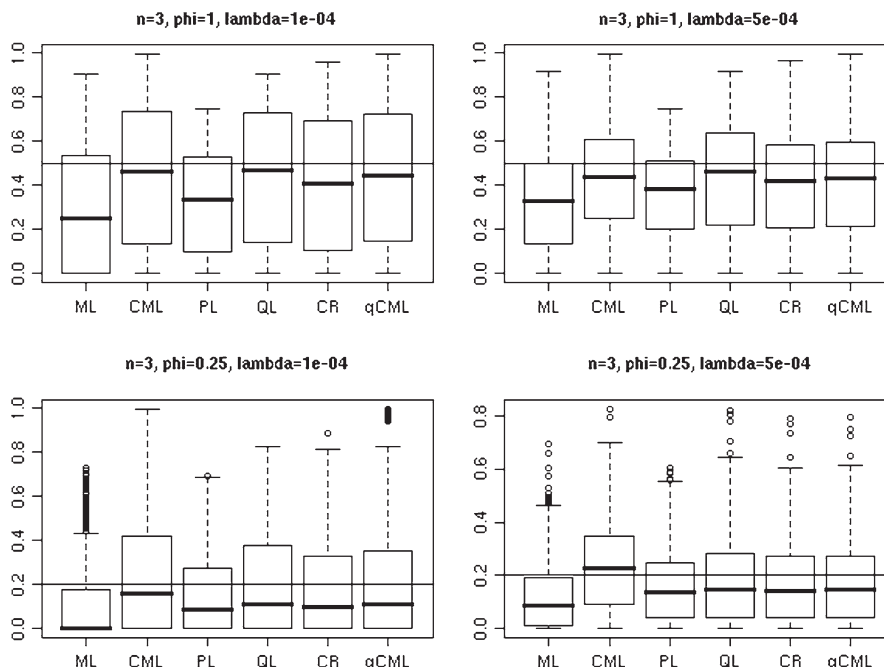 n=3, phi=1, lambda=1e-04
1.0
0.8
0.6
0.4
0.2
0.0
ML CML PL QL CR qCML
n=3, phi=1, lambda=5e-04
1.0
0.8
0.6
0.4
0.2
0.0
ML CML PL QL CR qCML
n=3, phi=0.25, lambda=1e-04
1.0
0.8
0.6
0.4
0.2
0.0
ML CML PL QL CR qCML
n=3, phi=0.25, lambda=5e-04
0.8
0.6
0.4
0.2
0.0
ML CML PL QL CR qCML